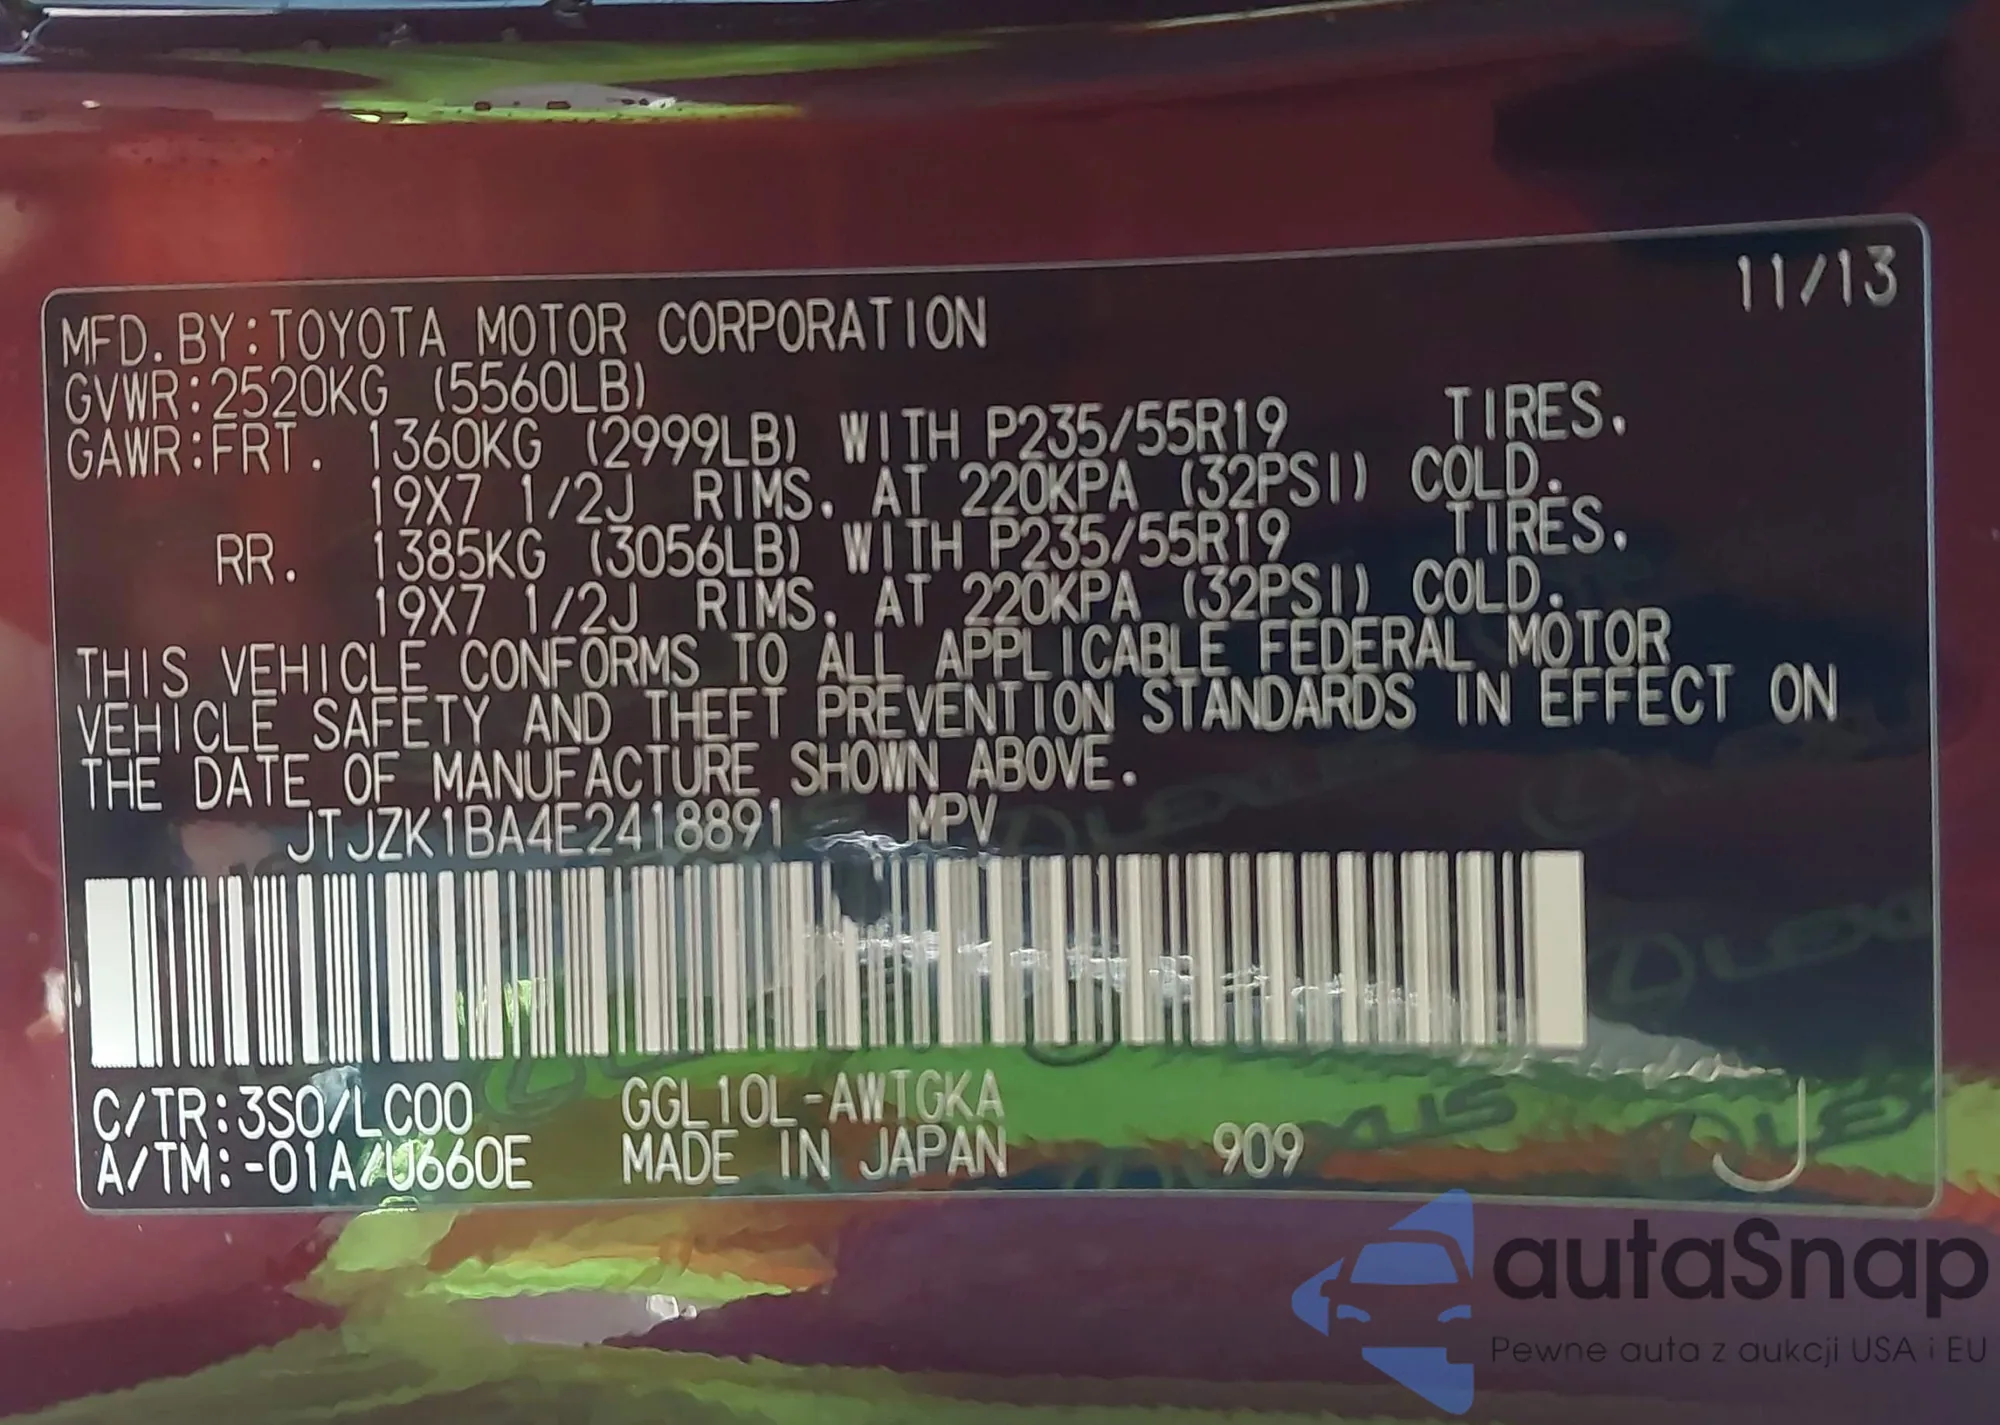 11/13
MFD.BY:TOYOTA MOTOR CORPORATION
GVWR:2520KG (5560LB)
GAWR:FRT. 1360KG (2999LB) WITH P235/55R19 TIRES.
19X7 1/2J RIMS. AT 220KPA (32PSI) COLD.
RR. 1385KG (3056LB) WITH P235/55R19 TIRES.
19X7 1/2J RIMS. AT 220KPA (32PSI) COLD.
THIS VEHICLE CONFORMS TO ALL APPLICABLE FEDERAL MOTOR
VEHICLE SAFETY AND THEFT PREVENTION STANDARDS IN EFFECT ON
THE DATE OF MANUFACTURE SHOWN ABOVE.
JTJZK1BA4E2418891 MPV
C/TR:3S0/LC00 GGL10L-AWTGKA
A/TM:-01A/U660E MADE IN JAPAN 909 J
LEXUS
autaSnap
Pewne auta z aukcji USA i EU